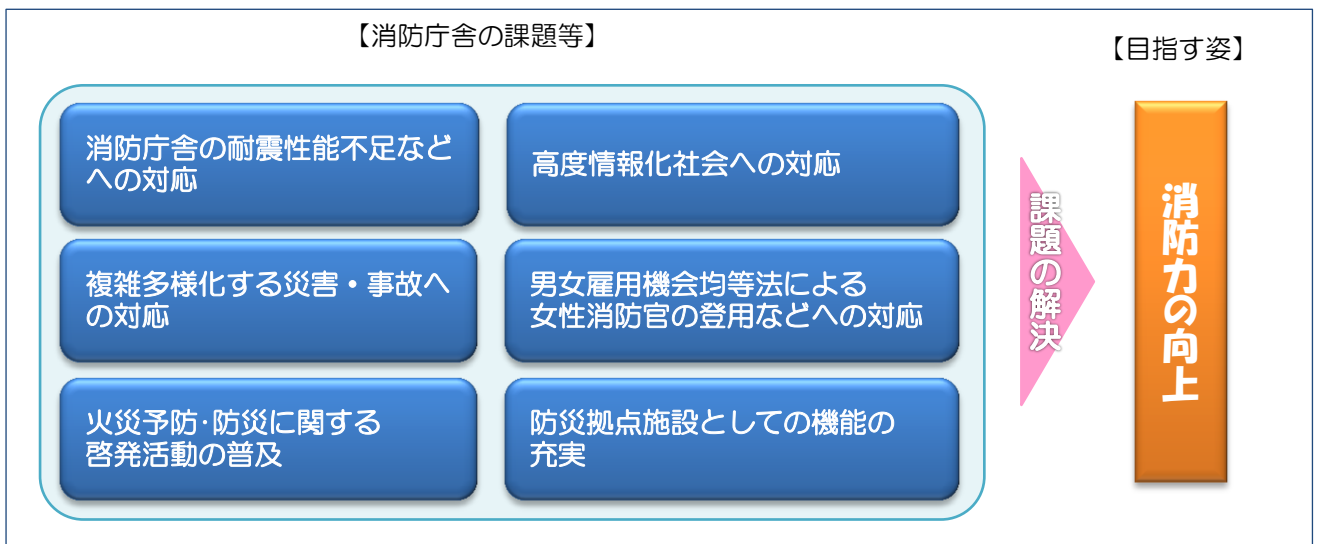 【消防庁舎の課題等】
【目指す姿】
消防庁舎の耐震性能不足など
への対応
高度情報化社会への対応
複雑多様化する災害・事故へ
の対応
男女雇用機会均等法による
女性消防官の登用などへの対応
火災予防･防災に関する
啓発活動の普及
防災拠点施設としての機能の
充実
課題の解決
消防力の向上